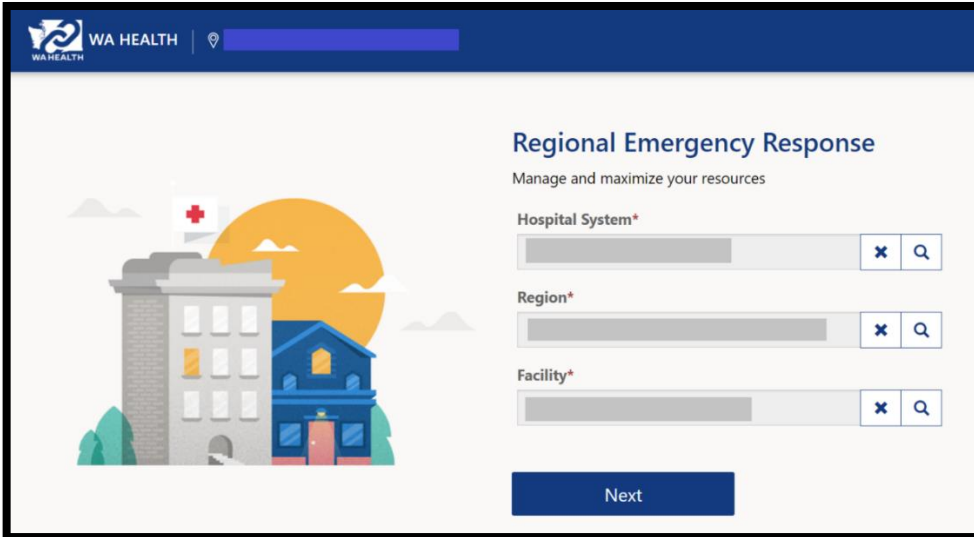 WA HEALTH
WA HEALTH
Regional Emergency Response
Manage and maximize your resources
Hospital System*
Region*
Facility*
Next